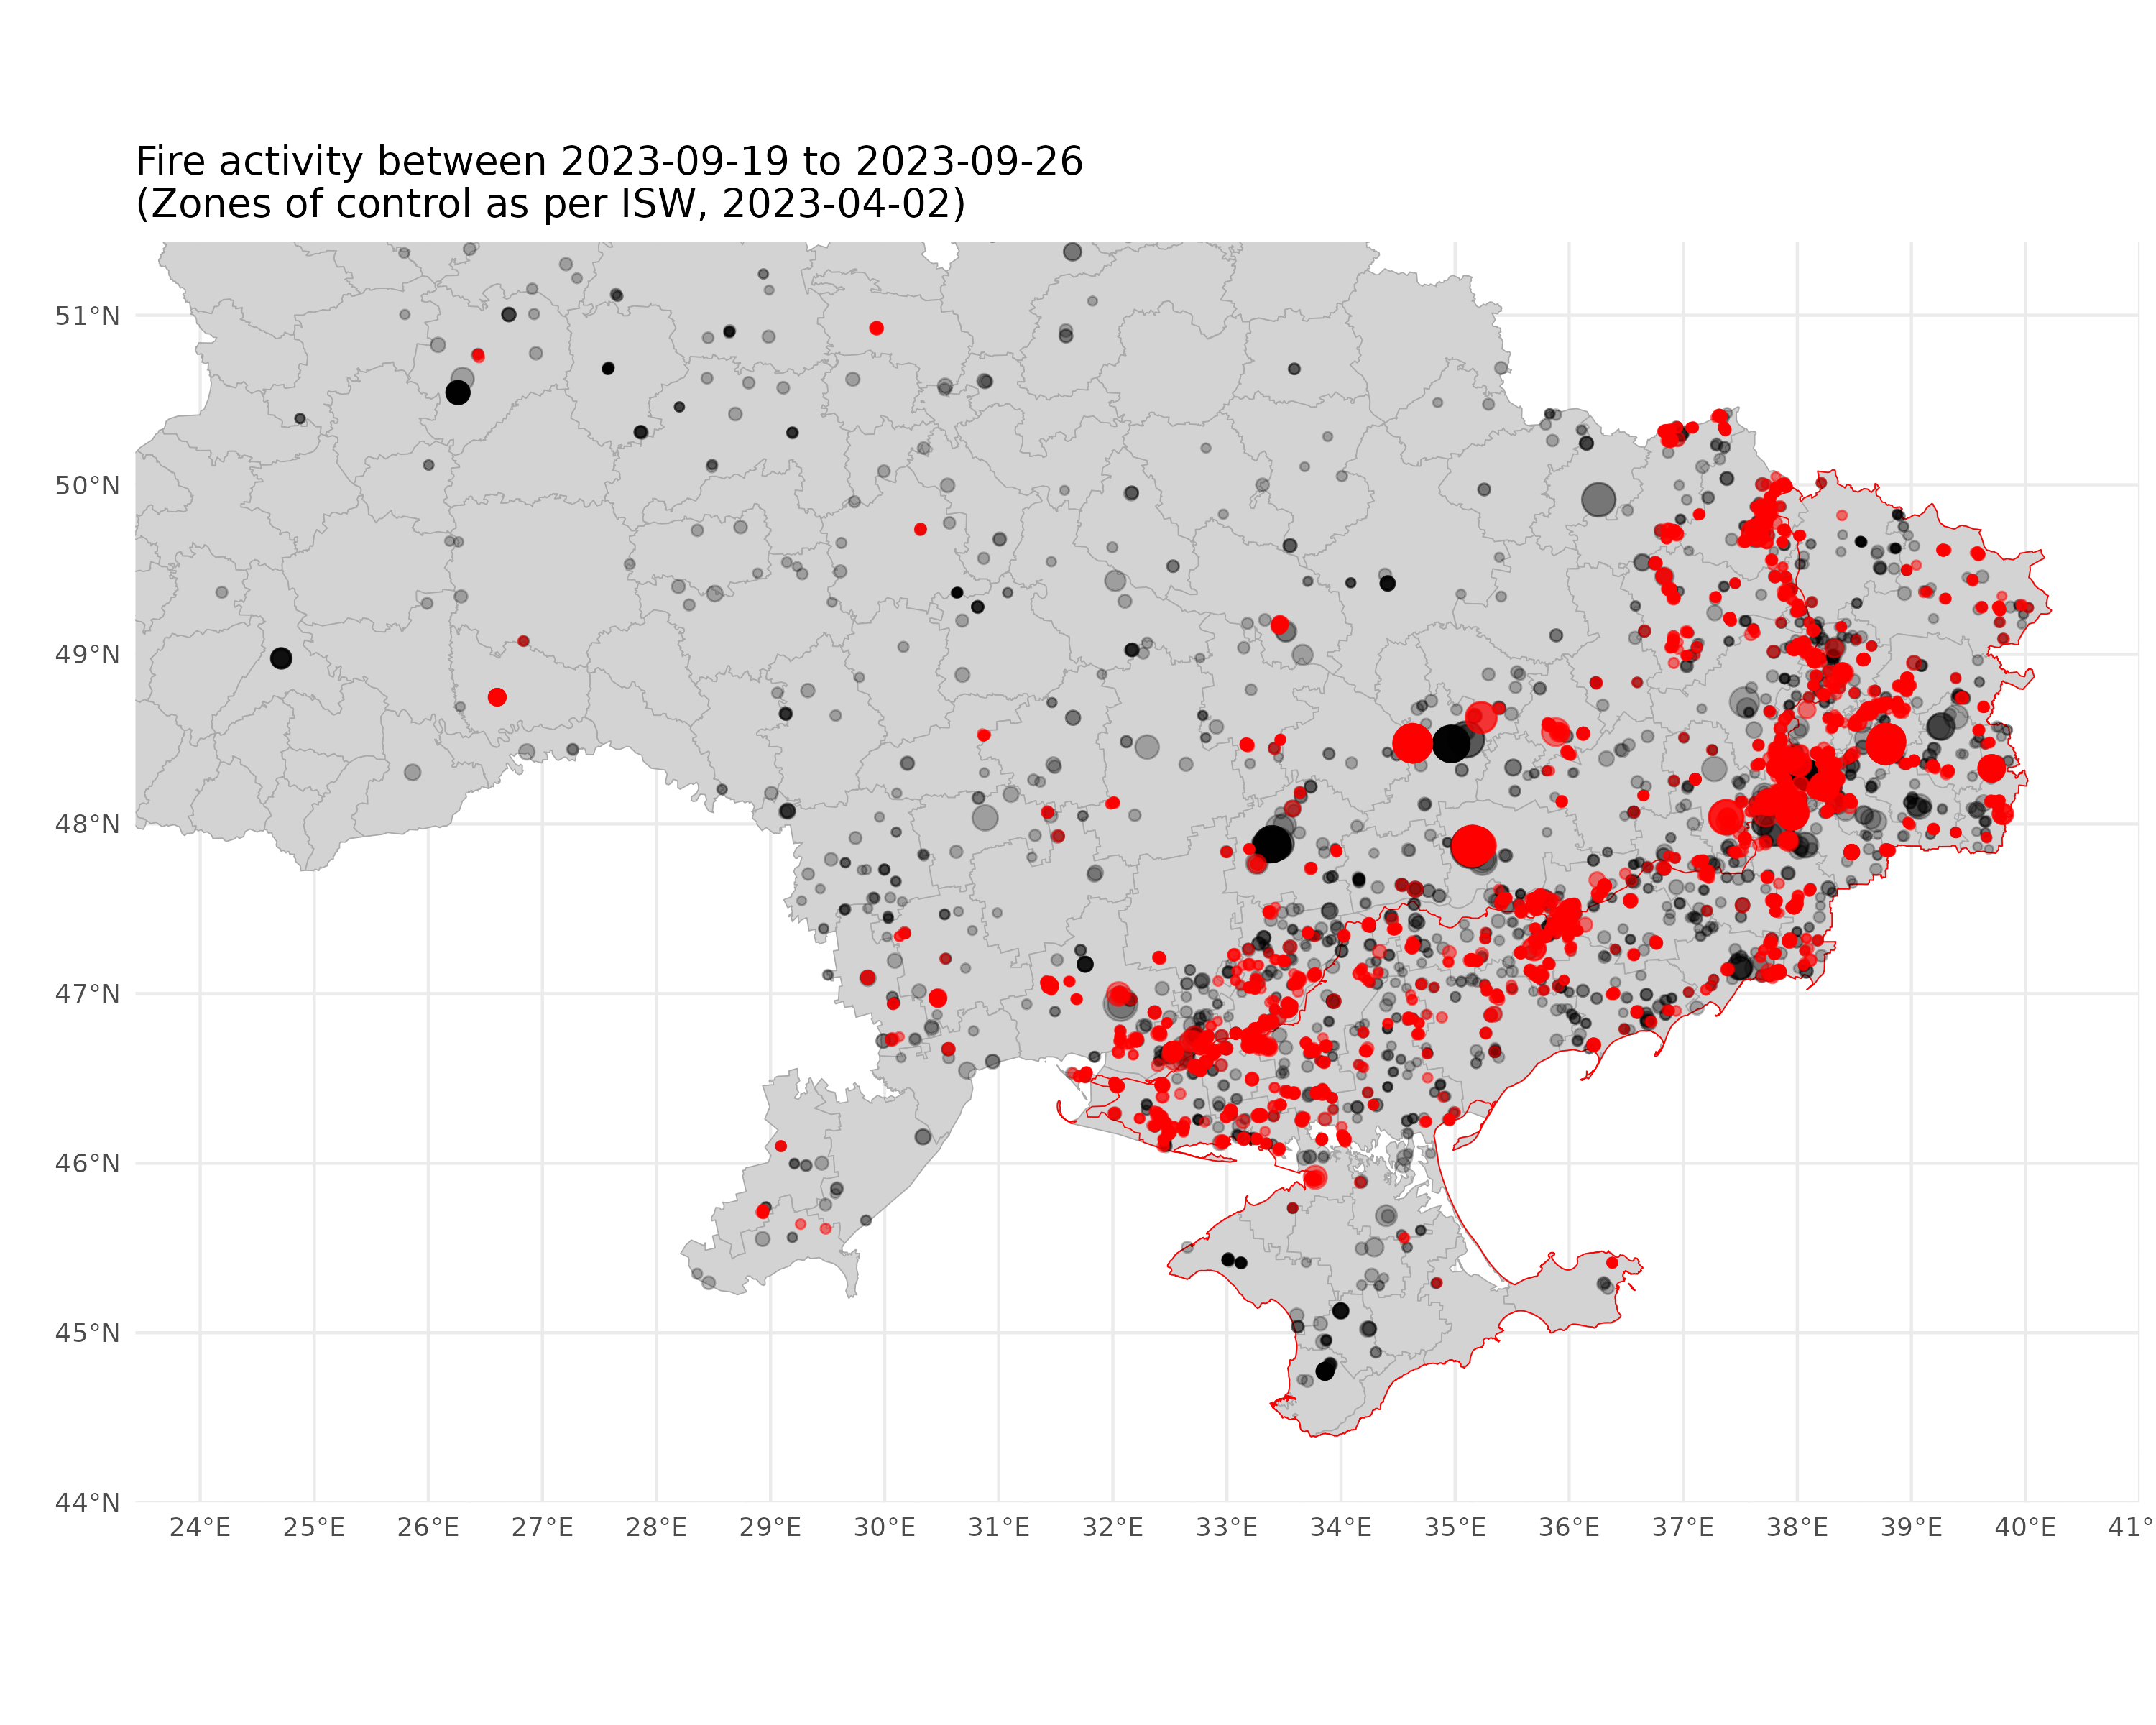 Fire activity between 2023-09-19 to 2023-09-26
(Zones of control as per ISW, 2023-04-02)
51°N
50°N
49°N
48°N
47°N
46°N
45°N
44°N
24°E 25°E 26°E 27°E 28°E 29°E 30°E 31°E 32°E 33°E 34°E 35°E 36°E 37°E 38°E 39°E 40°E 41°